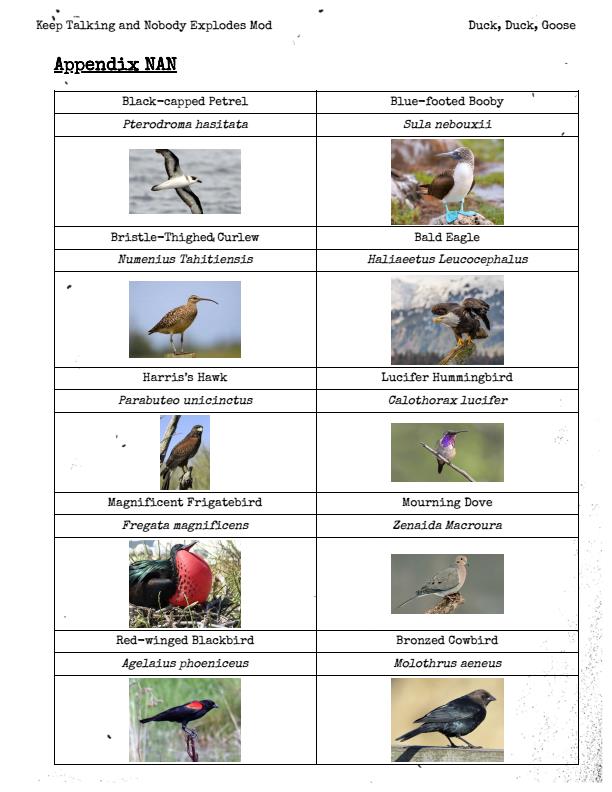 Keep Talking and Nobody Explodes Mod
Duck, Duck, Goose
Appendix NAN
Black-capped Petrel
Blue-footed Booby
Pterodroma hasitata
Sula nebouxii
Bristle-Thighed Curlew
Bald Eagle
Numenius Tahitiensis
Haliaeetus Leucocephalus
Harris's Hawk
Lucifer Hummingbird
Parabuteo unicinctus
Calothorax lucifer
Magnificent Frigatebird
Mourning Dove
Fregata magnificens
Zenaida Macroura
Red-winged Blackbird
Bronzed Cowbird
Agelaius phoeniceus
Molothrus aeneus